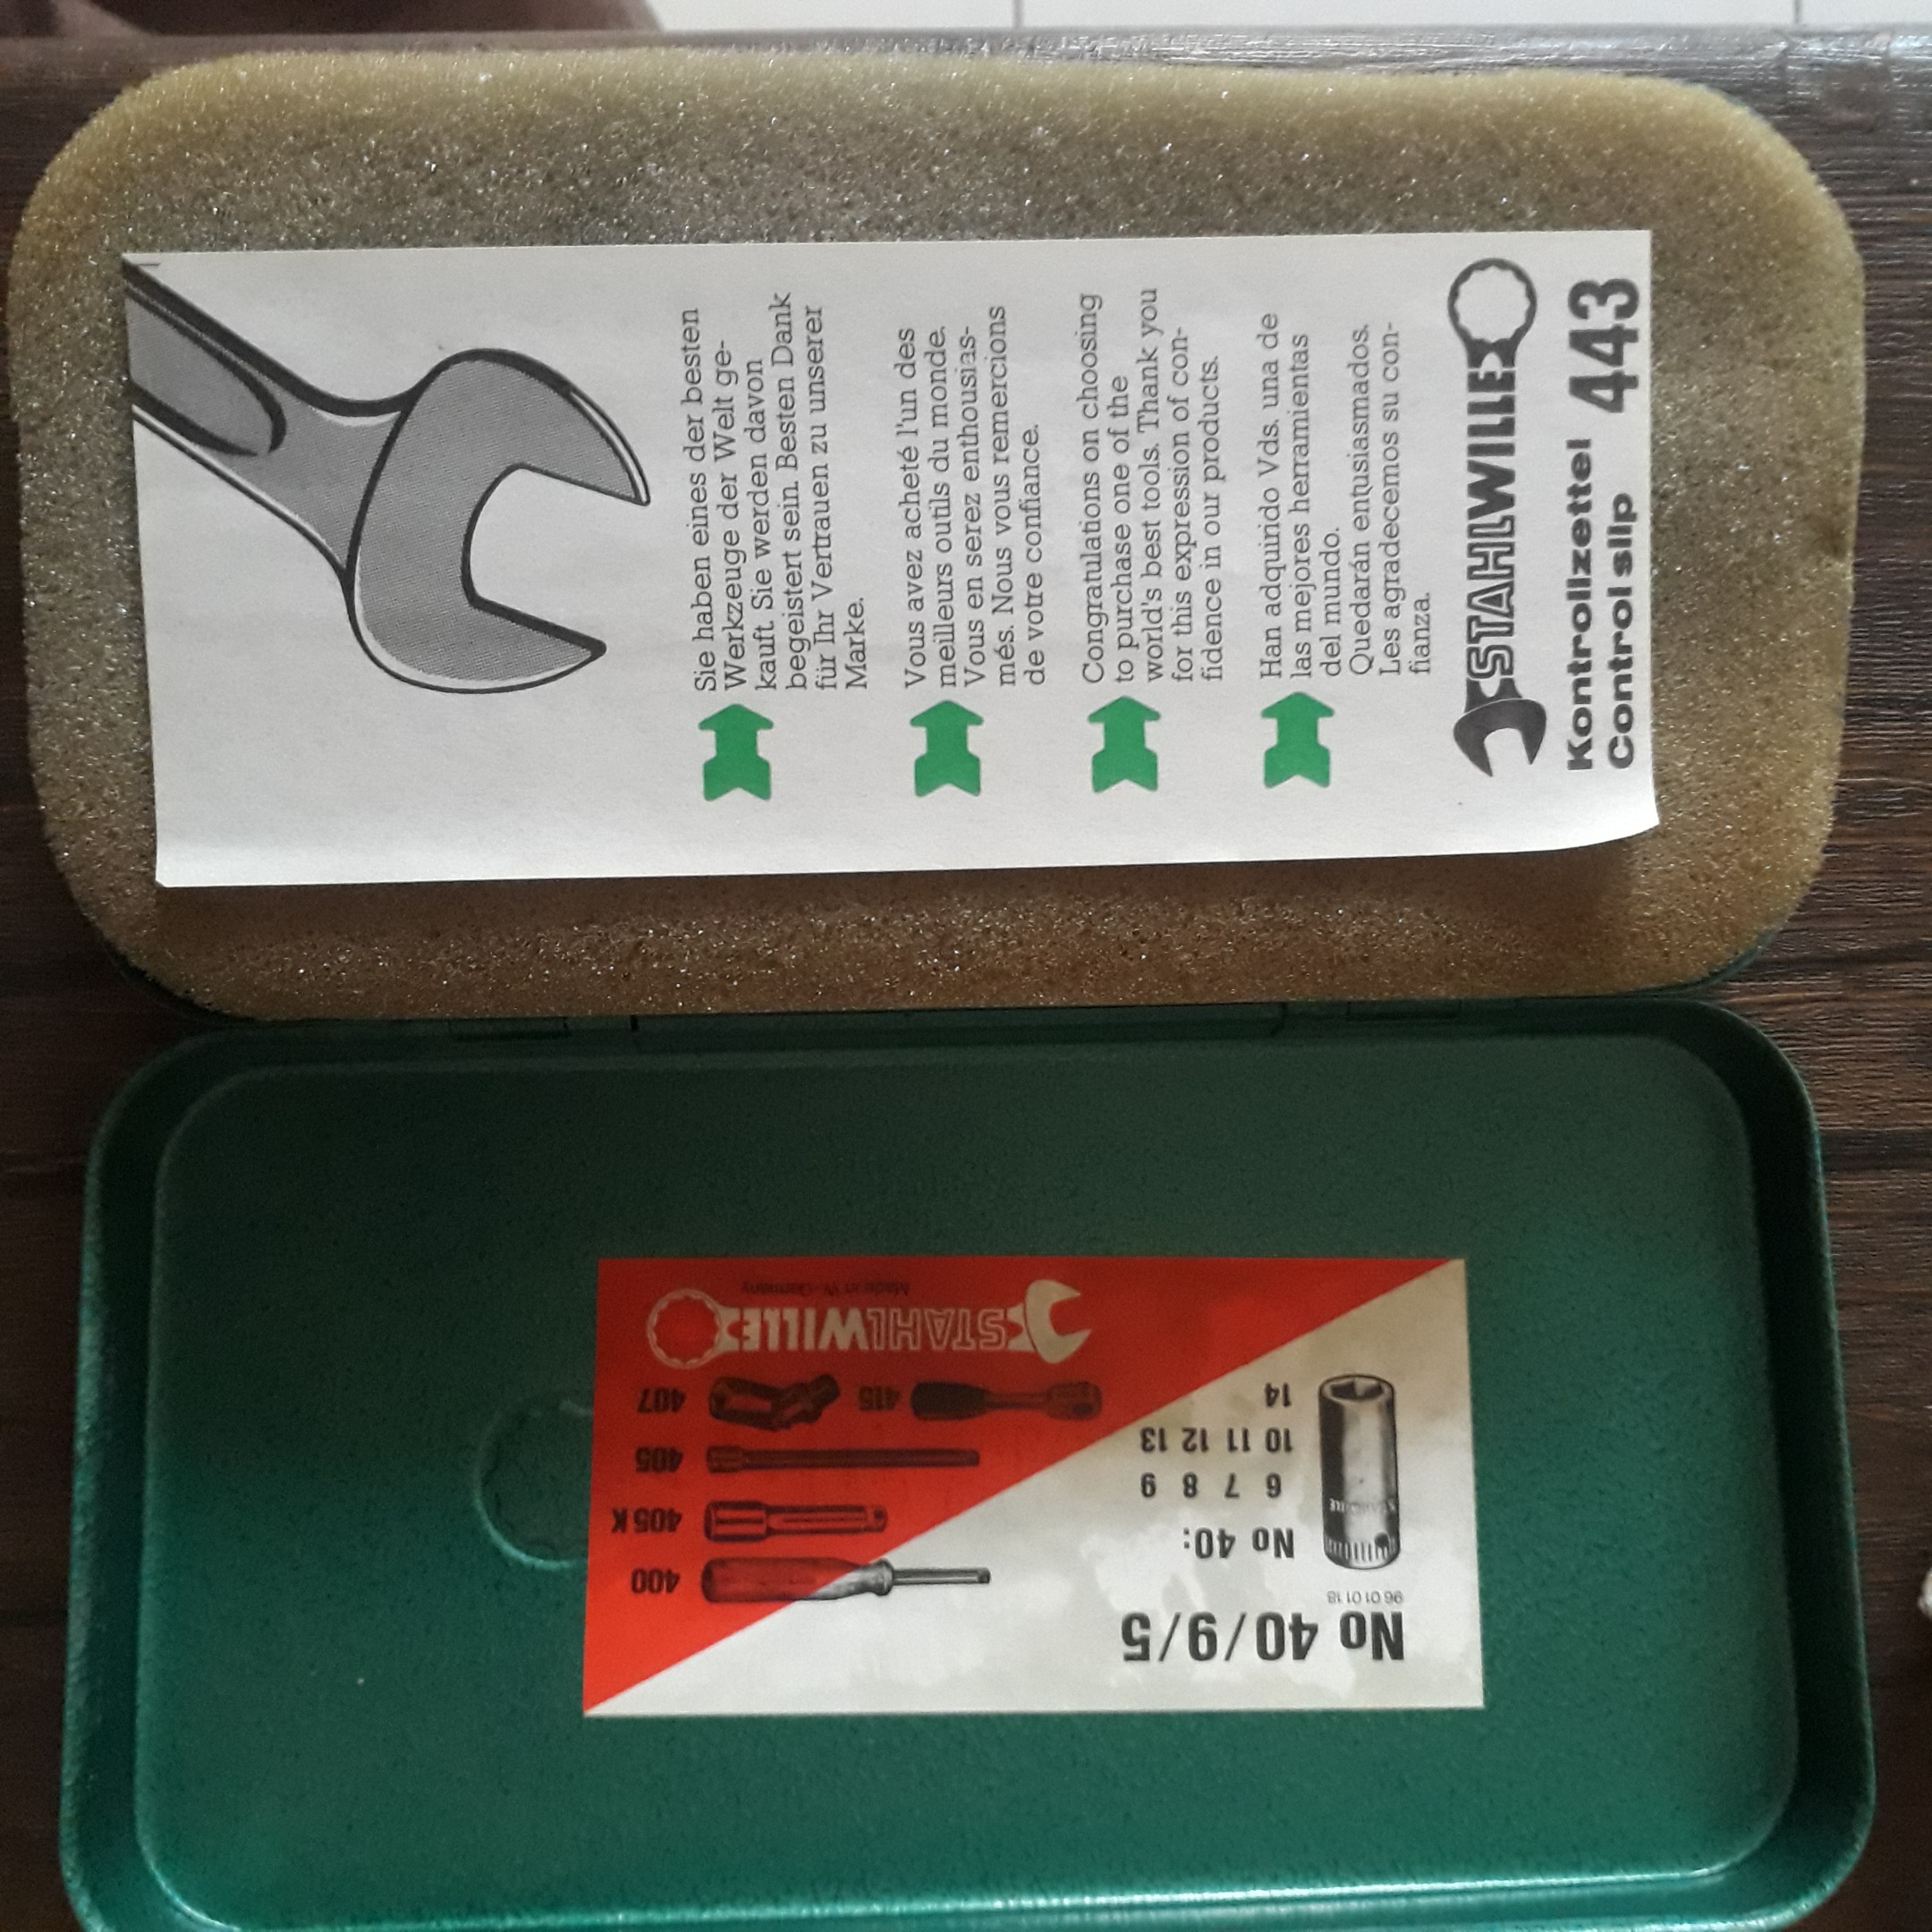 Sie haben eines der besten
Werkzeuge der Welt ge-
kauft. Sie werden davon
begeistert sein. Besten Dank
für Ihr Vertrauen zu unserer
Marke.
Vous avez acheté l'un des
meilleurs outils du monde.
Vous en serez enthousias-
més. Nous vous remercions
de votre confiance.
Congratulations on choosing
to purchase one of the
world's best tools. Thank you
for this expression of con-
fidence in our products.
Han adquirido Vds. una de
las mejores herramientas
del mundo.
Quedarán entusiasmados.
Les agradecemos su con-
fianza.
STAHLWILLE
Kontrollzettel 443
Control slip
No 40/9/5
96 01 01 18
No 40:
6 7 8 9
10 11 12 13
14
400
405 K
405
415 407
STAHLWILLE
Made in W.-Germany